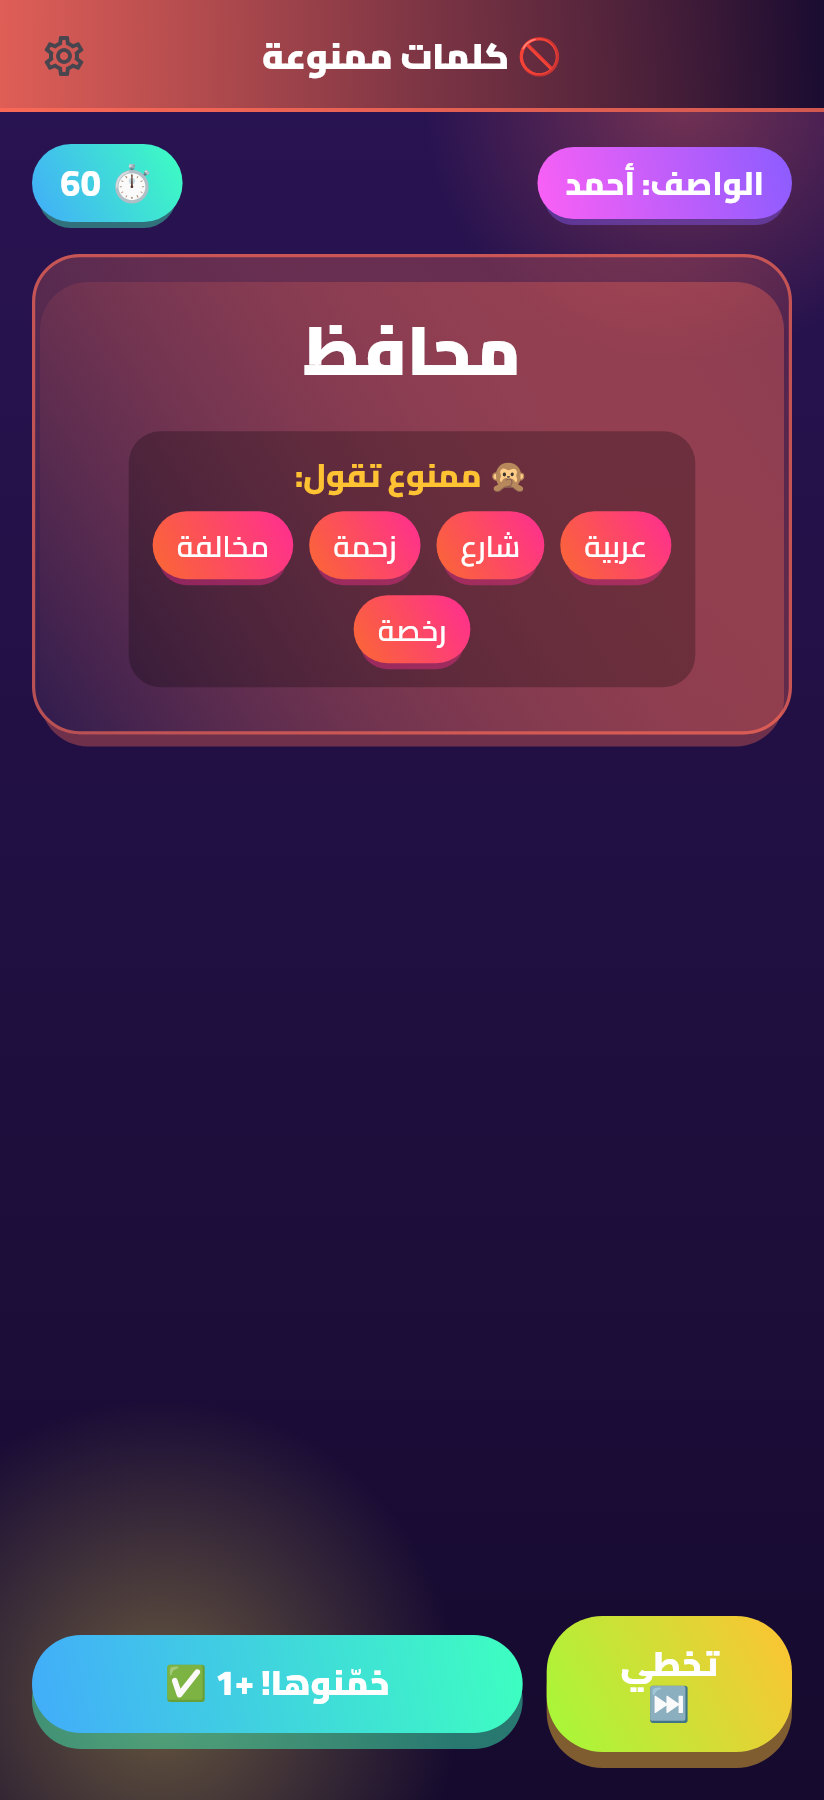 🚫 كلمات ممنوعة
الواصف: أحمد
⏱️ 60
محافظ
🙊 ممنوع تقول:
عربية شارع زحمة مخالفة
رخصة
تخطي
⏭️
خمّنوها! +1 ✅